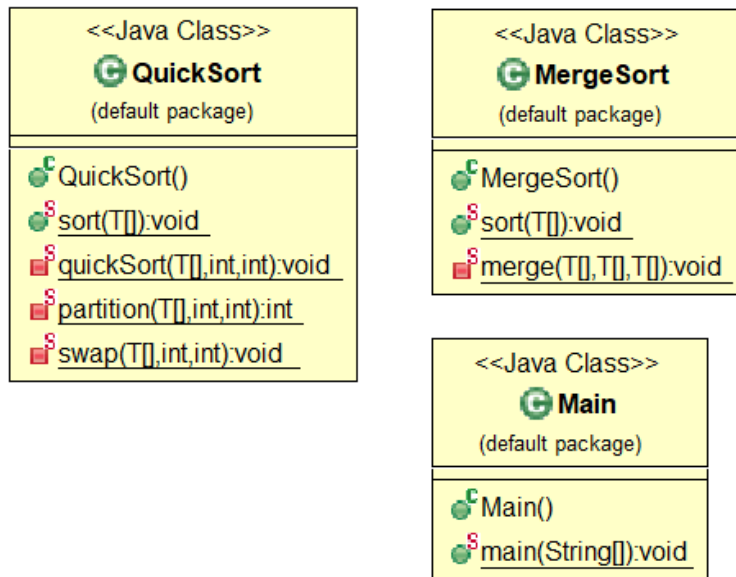 <<Java Class>>
QuickSort
(default package)
QuickSort()
sort(T[]):void
quickSort(T[],int,int):void
partition(T[],int,int):int
swap(T[],int,int):void
<<Java Class>>
MergeSort
(default package)
MergeSort()
sort(T[]):void
merge(T[],T[],T[]):void
<<Java Class>>
Main
(default package)
Main()
main(String[]):void